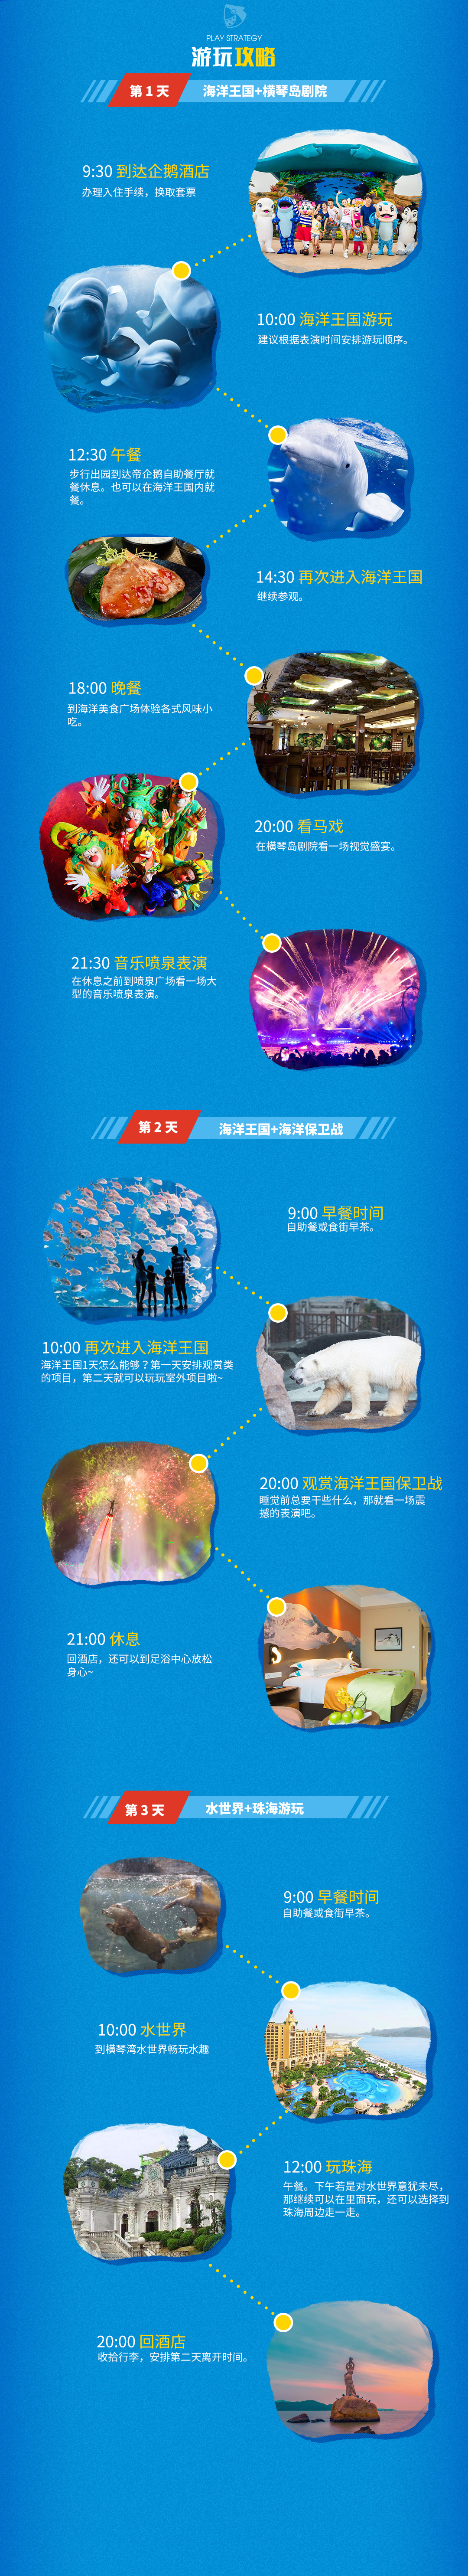 PLAY STRATEGY
游玩攻略
第1天
海洋王国+横琴岛剧院
9:30 到达企鹅酒店
办理入住手续，换取套票
10:00 海洋王国游玩
建议根据表演时间安排游玩顺序。
12:30 午餐
步行出园到达帝企鹅自助餐厅就
餐休息。也可以在海洋王国内就
餐。
14:30 再次进入海洋王国
继续参观。
18:00 晚餐
到海洋美食广场体验各式风味小
吃。
20:00 看马戏
在横琴岛剧院看一场视觉盛宴。
21:30 音乐喷泉表演
在休息之前到喷泉广场看一场大
型的音乐喷泉表演。
第2天
海洋王国+海洋保卫战
9:00 早餐时间
自助餐或食街早茶。
10:00 再次进入海洋王国
海洋王国1天怎么能够？第一天安排观赏类
的项目，第二天就可以玩玩室外项目啦~
20:00 观赏海洋王国保卫战
睡觉前总要干些什么，那就看一场震
撼的表演吧。
21:00 休息
回酒店，还可以到足浴中心放松
身心~
第3天
水世界+珠海游玩
9:00 早餐时间
自助餐或食街早茶。
10:00 水世界
到横琴湾水世界畅玩水趣
12:00 玩珠海
午餐。下午若是对水世界意犹未尽，
那继续可以在里面玩，还可以选择到
珠海周边走一走。
20:00 回酒店
收拾行李，安排第二天离开时间。